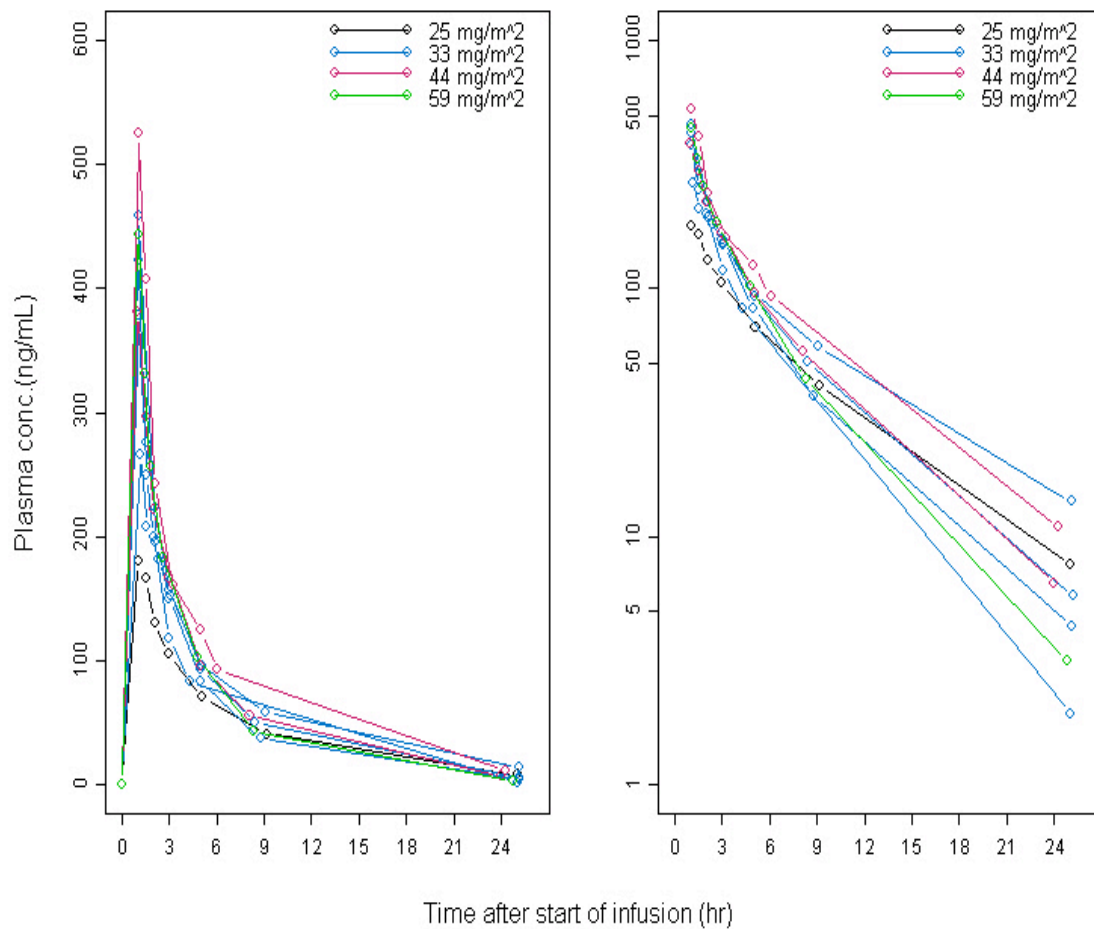 25 mg/m^2
33 mg/m^2
44 mg/m^2
59 mg/m^2
600
500
400
300
200
100
0
0 3 6 9 12 15 18 21 24
25 mg/m^2
33 mg/m^2
44 mg/m^2
59 mg/m^2
1000
500
100
50
10
5
1
0 3 6 9 12 15 18 21 24
Plasma conc.(ng/mL)
Time after start of infusion (hr)